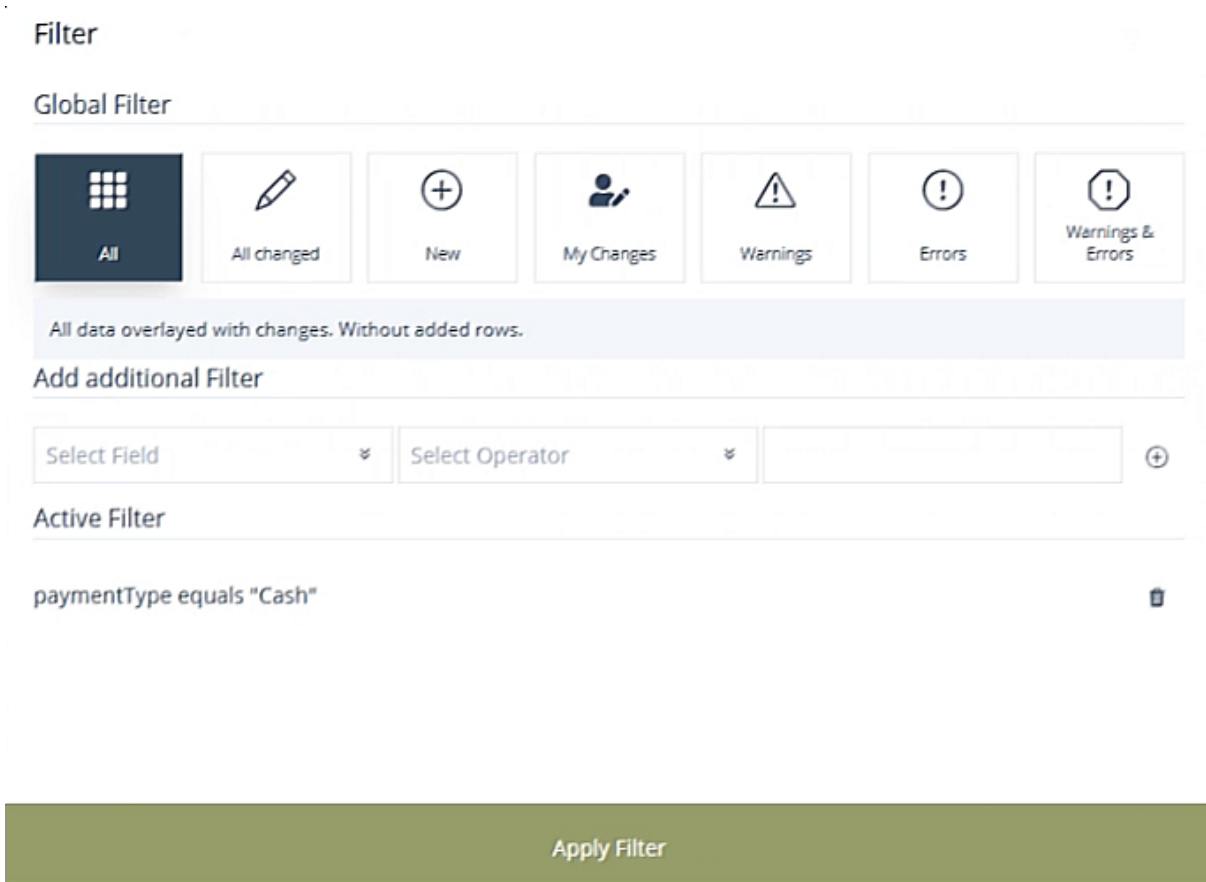 Filter
Global Filter
All
All changed
New
My Changes
Warnings
Errors
Warnings &
Errors
All data overlayed with changes. Without added rows.
Add additional Filter
Select Field
Select Operator
Active Filter
paymentType equals "Cash"
Apply Filter